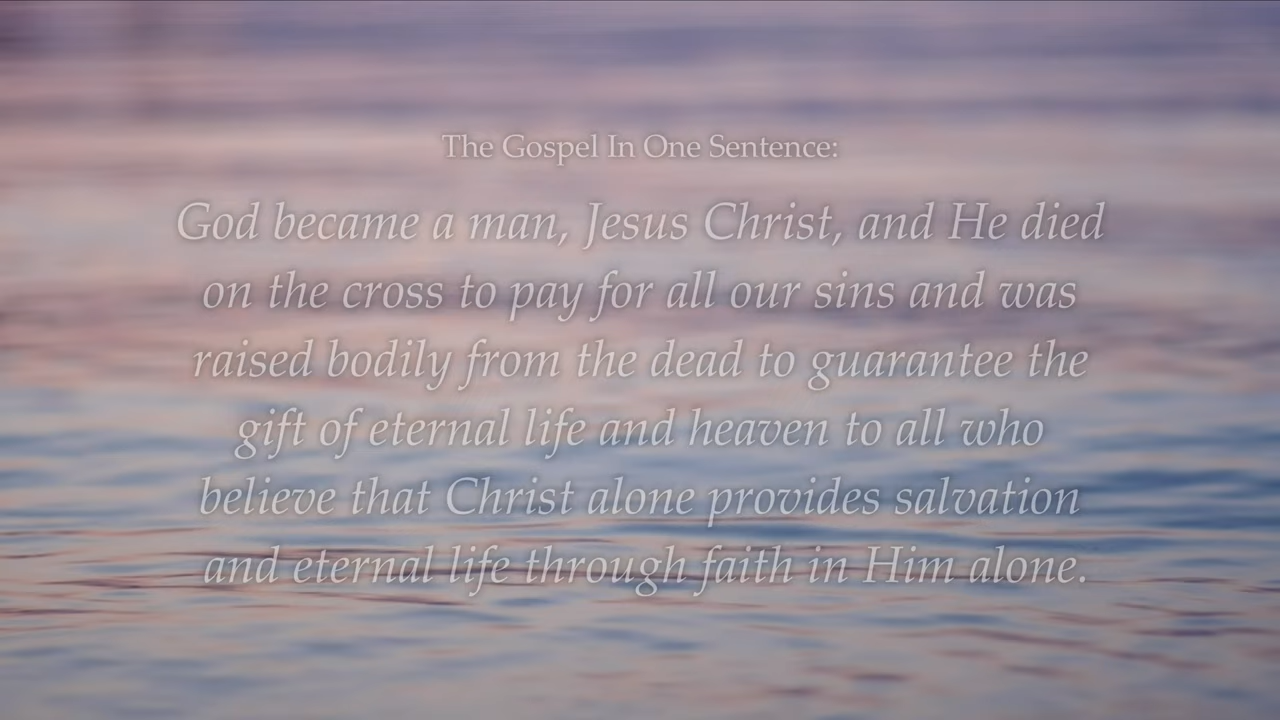 The Gospel In One Sentence:
God became a man, Jesus Christ, and He died
on the cross to pay for all our sins and was
raised bodily from the dead to guarantee the
gift of eternal life and heaven to all who
believe that Christ alone provides salvation
and eternal life through faith in Him alone.